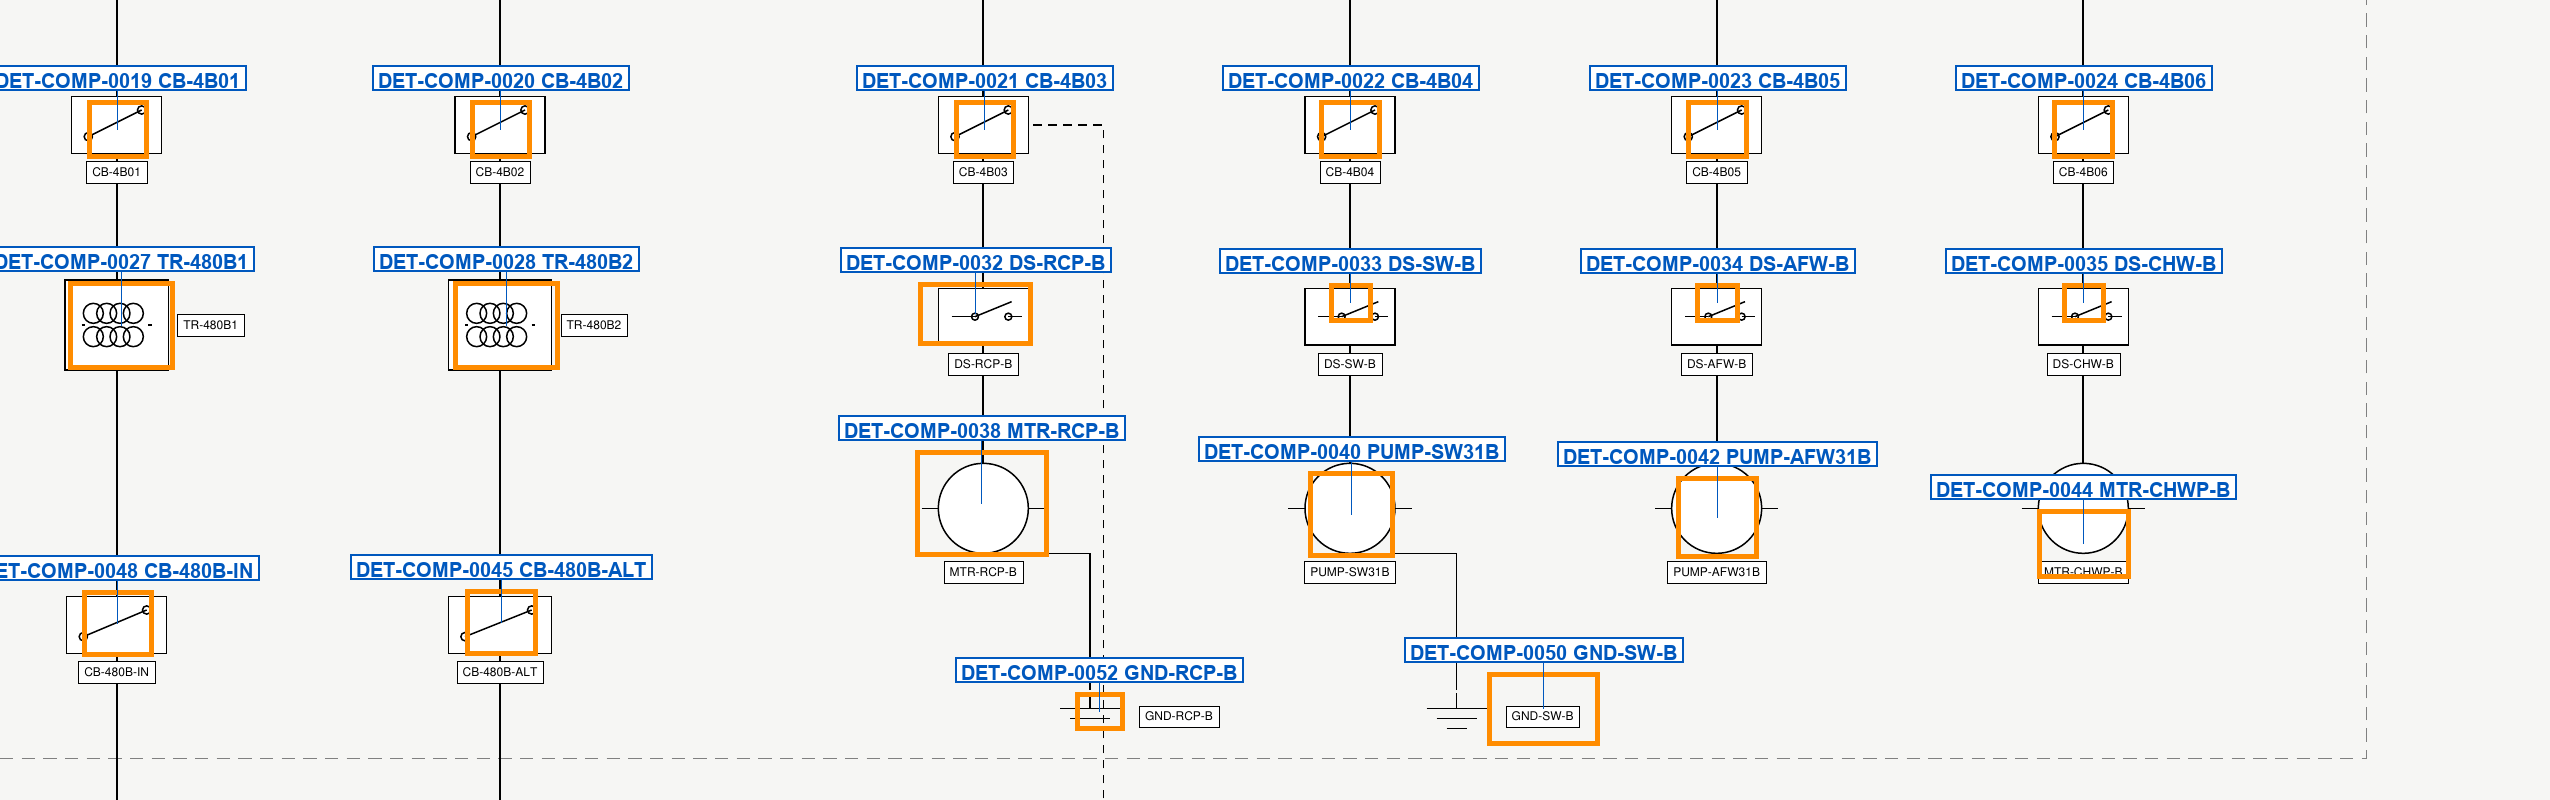 DET-COMP-0019 CB-4B01
DET-COMP-0020 CB-4B02
DET-COMP-0021 CB-4B03
DET-COMP-0022 CB-4B04
DET-COMP-0023 CB-4B05
DET-COMP-0024 CB-4B06
CB-4B01
CB-4B02
CB-4B03
CB-4B04
CB-4B05
CB-4B06
DET-COMP-0027 TR-480B1
DET-COMP-0028 TR-480B2
DET-COMP-0032 DS-RCP-B
DET-COMP-0033 DS-SW-B
DET-COMP-0034 DS-AFW-B
DET-COMP-0035 DS-CHW-B
TR-480B1
TR-480B2
DS-RCP-B
DS-SW-B
DS-AFW-B
DS-CHW-B
DET-COMP-0038 MTR-RCP-B
DET-COMP-0040 PUMP-SW31B
DET-COMP-0042 PUMP-AFW31B
DET-COMP-0044 MTR-CHWP-B
MTR-RCP-B
PUMP-SW31B
PUMP-AFW31B
MTR-CHWP-B
ET-COMP-0048 CB-480B-IN
DET-COMP-0045 CB-480B-ALT
CB-480B-IN
CB-480B-ALT
DET-COMP-0052 GND-RCP-B
DET-COMP-0050 GND-SW-B
GND-RCP-B
GND-SW-B